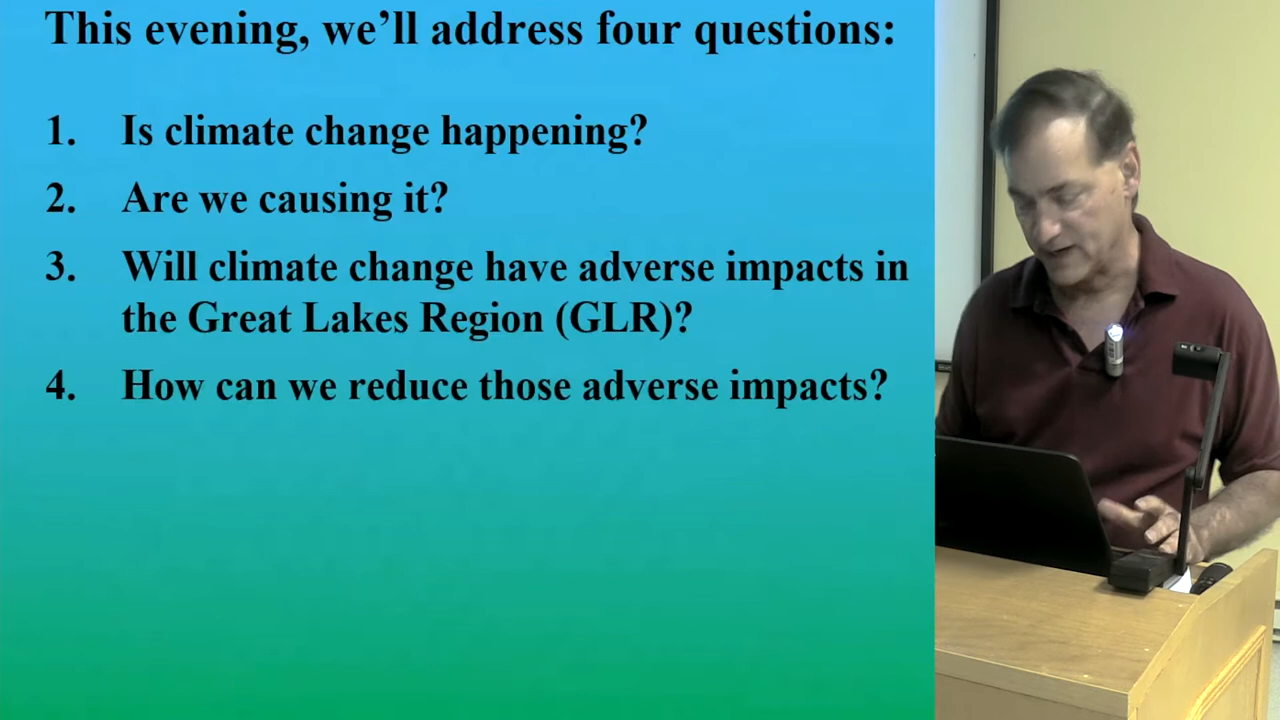 This evening, we'll address four questions:
1. Is climate change happening?
2. Are we causing it?
3. Will climate change have adverse impacts in
the Great Lakes Region (GLR)?
4. How can we reduce those adverse impacts?